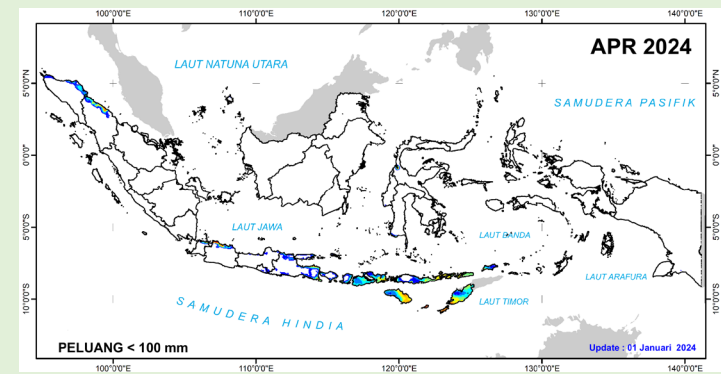 100°0'0"E 110°0'0"E 120°0'0"E 130°0'0"E 140°0'0"E
APR 2024
LAUT NATUNA UTARA
5°0'0"N 5°0'0"N
SAMUDERA PASIFIK
0°0'0" 0°0'0"
LAUT JAWA
LAUT BANDA
5°0'0"S 5°0'0"S
LAUT ARAFURA
SAMUDERA HINDIA
LAUT TIMOR
10°0'0"S 10°0'0"S
PELUANG < 100 mm
Update : 01 Januari 2024
100°0'0"E 110°0'0"E 120°0'0"E 130°0'0"E 140°0'0"E